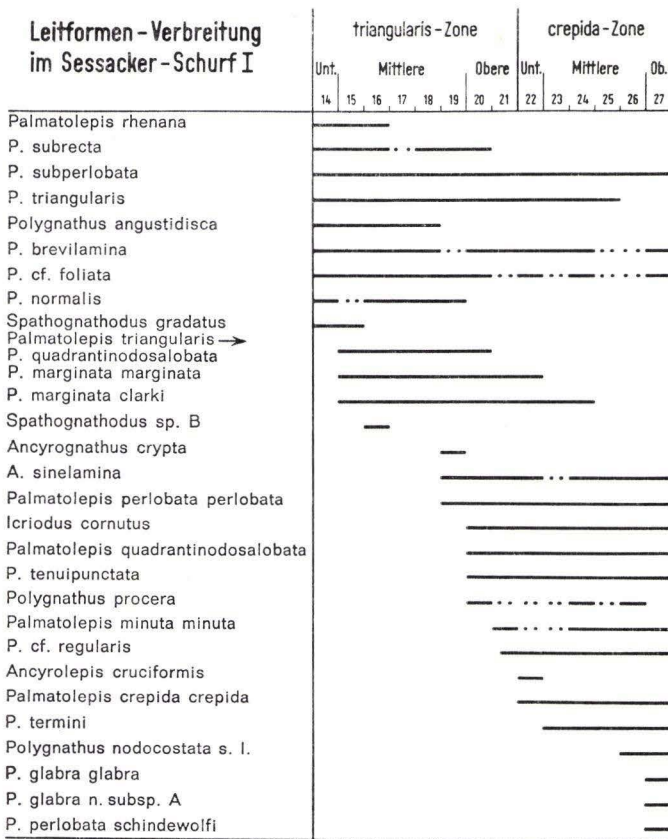 Leitformen-Verbreitung
im Sessacker-Schurf I
triangularis-Zone crepida-Zone
Unt. Mittlere Obere Unt. Mittlere Ob.
14 15 16 17 18 19 20 21 22 23 24 25 26 27
Palmatolepis rhenana
P. subrecta
P. subperlobata
P. triangularis
Polygnathus angustidisca
P. brevilamina
P. cf. foliata
P. normalis
Spathognathodus gradatus
Palmatolepis triangularis →
P. quadrantinodosalobata
P. marginata marginata
P. marginata clarki
Spathognathodus sp. B
Ancyrognathus crypta
A. sinelamina
Palmatolepis perlobata perlobata
Icriodus cornutus
Palmatolepis quadrantinodosalobata
P. tenuipunctata
Polygnathus procera
Palmatolepis minuta minuta
P. cf. regularis
Ancyrolepis cruciformis
Palmatolepis crepida crepida
P. termini
Polygnathus nodocostata s. l.
P. glabra glabra
P. glabra n. subsp. A
P. perlobata schindewolfi